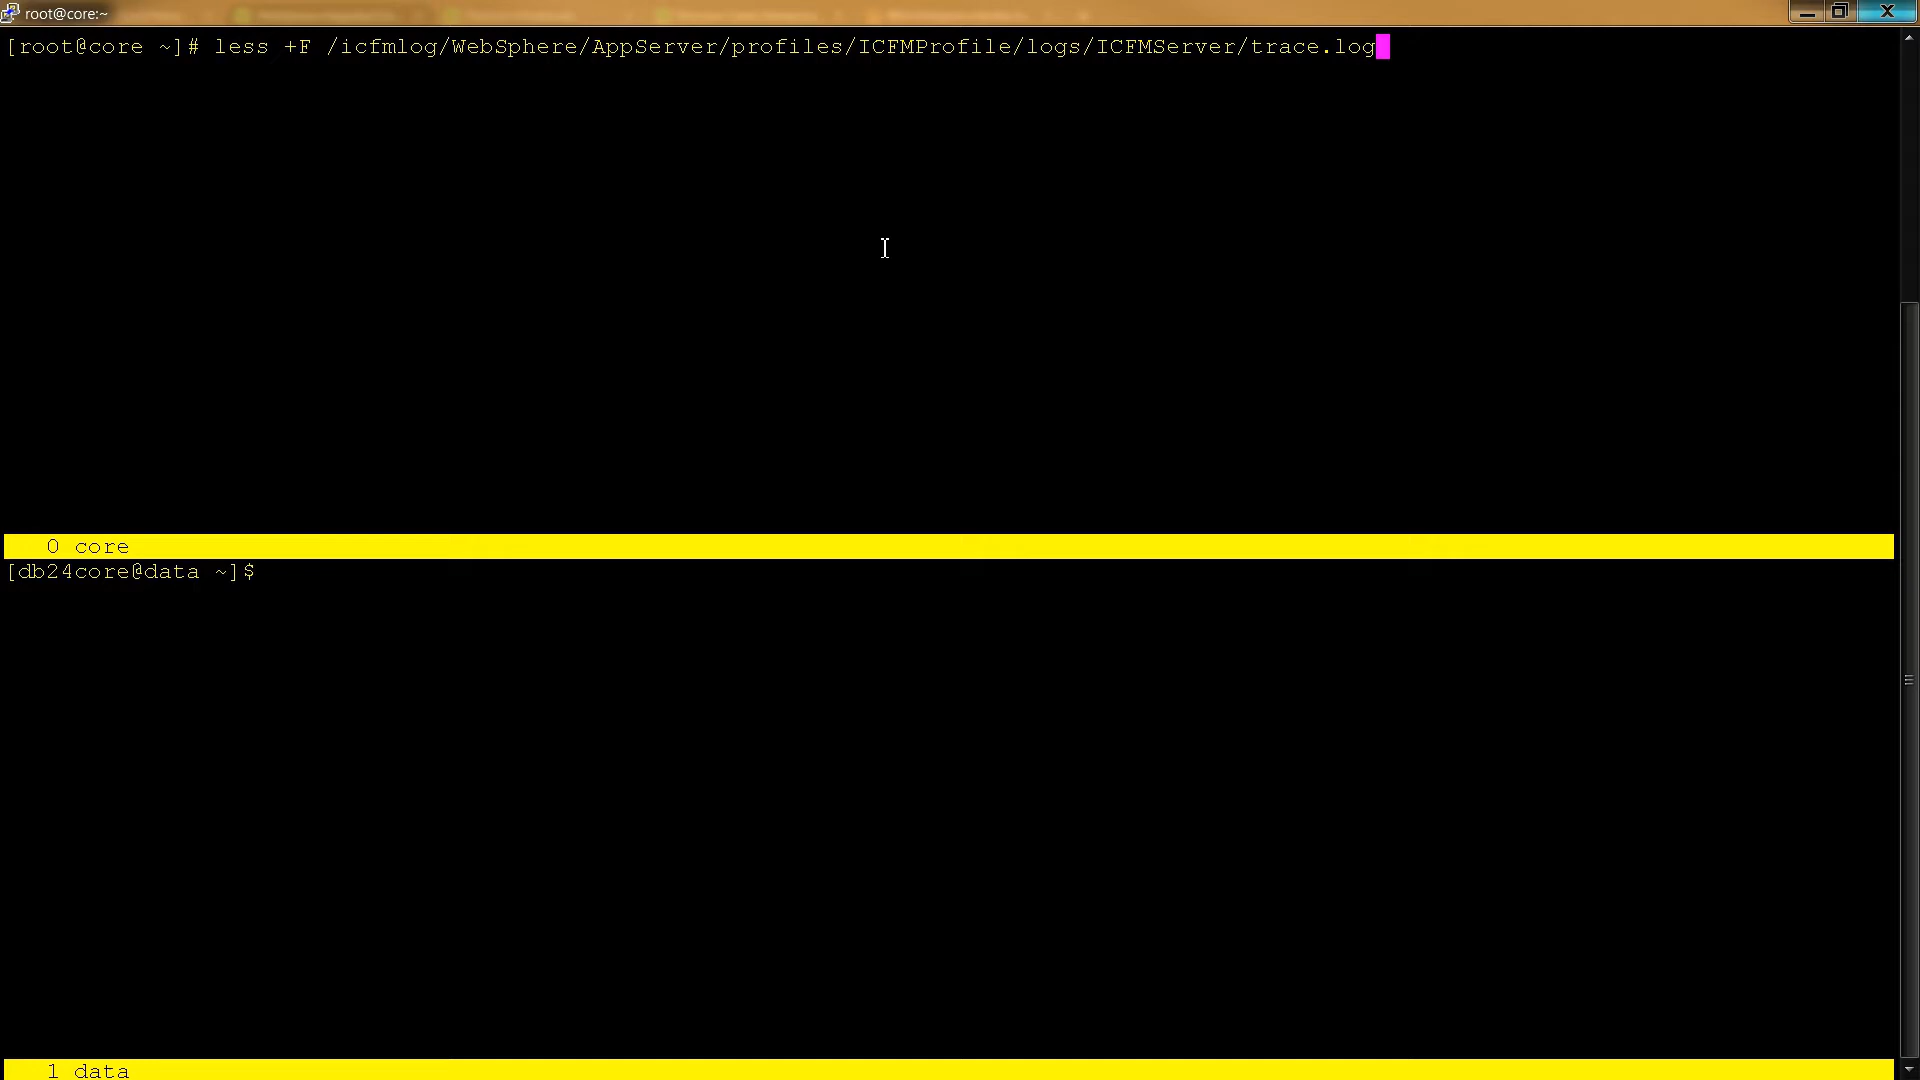 root@core:~
[root@core ~]# less +F /icfmlog/WebSphere/AppServer/profiles/ICFMProfile/logs/ICFMServer/trace.log
0 core
[db24core@data ~]$
1 data